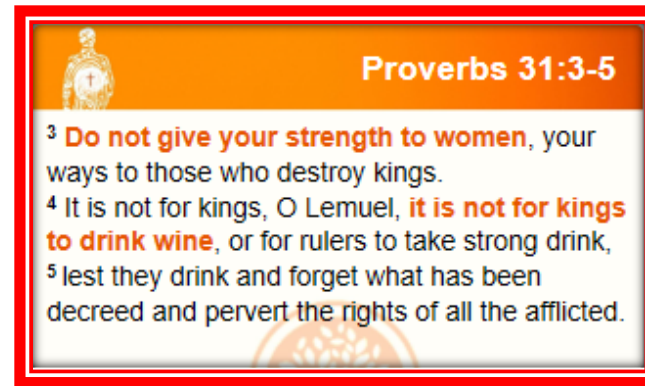 Proverbs 31:3-5
3 Do not give your strength to women, your
ways to those who destroy kings.
4 It is not for kings, O Lemuel, it is not for kings
to drink wine, or for rulers to take strong drink,
5 lest they drink and forget what has been
decreed and pervert the rights of all the afflicted.